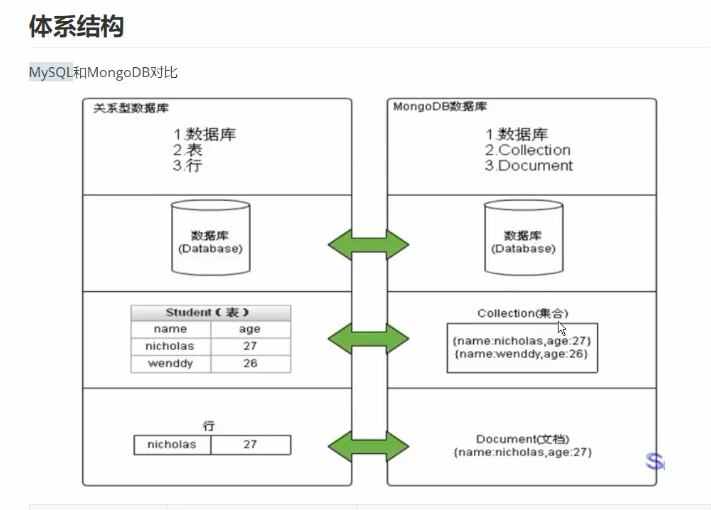 体系结构
MySQL和MongoDB对比
关系型数据库
1.数据库
2.表
3.行
MongoDB数据库
1.数据库
2.Collection
3.Document
数据库
(Database)
数据库
(Database)
Student（表）
name age
nicholas 27
wenddy 26
Collection(集合)
{name:nicholas,age:27}
{name:wenddy,age:26}
行
nicholas 27
Document(文档)
{name:nicholas,age:27}